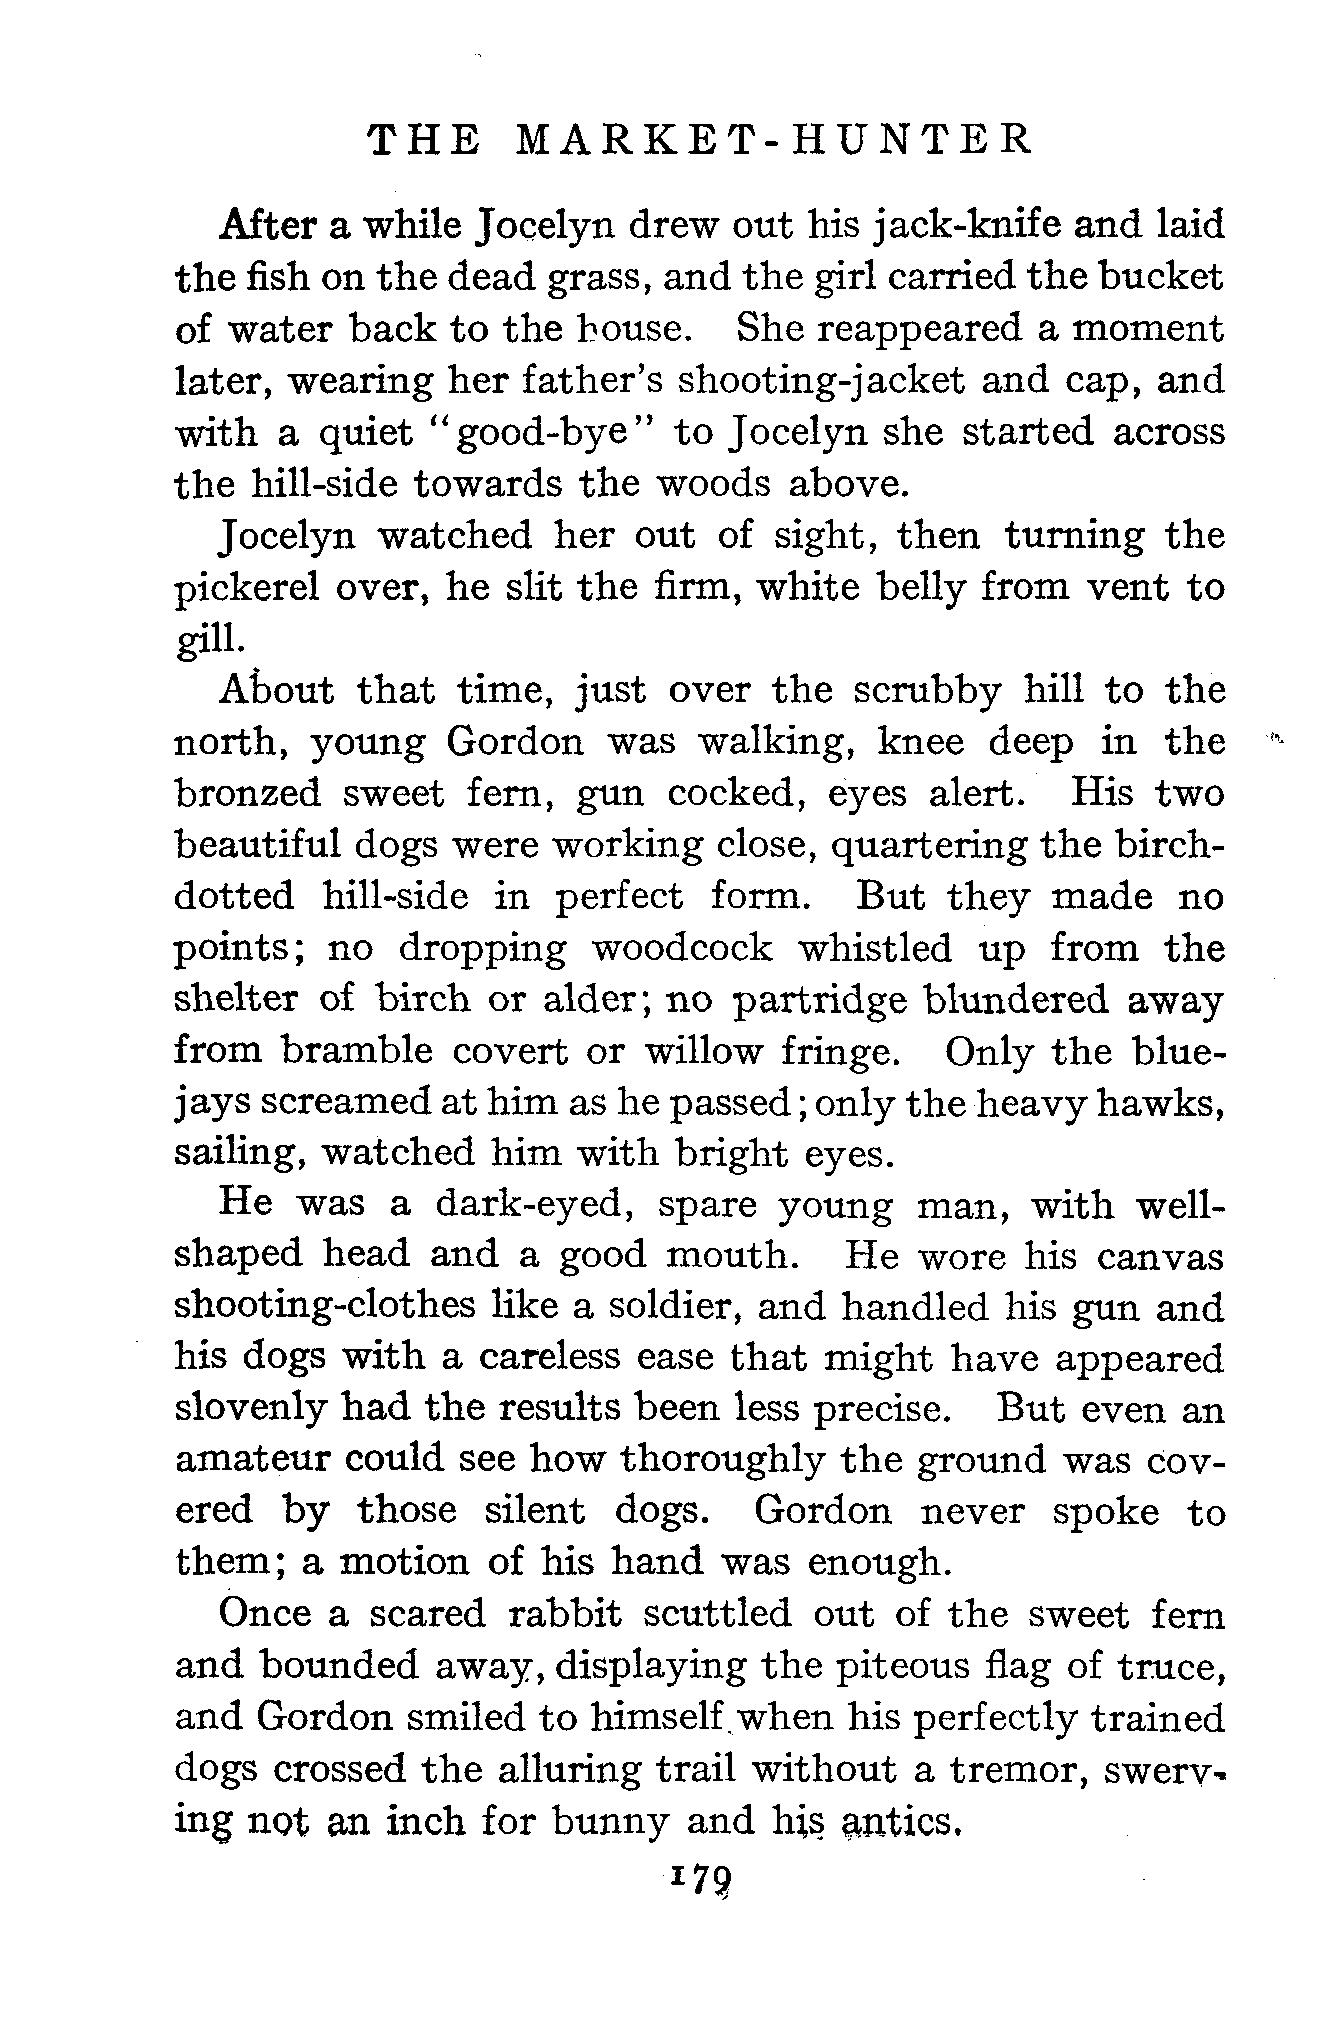 THE MARKET-HUNTER
After a while Jocelyn drew out his jack-knife and laid
the fish on the dead grass, and the girl carried the bucket
of water back to the house. She reappeared a moment
later, wearing her father's shooting-jacket and cap, and
with a quiet "good-bye" to Jocelyn she started across
the hill-side towards the woods above.
Jocelyn watched her out of sight, then turning the
pickerel over, he slit the firm, white belly from vent to
gill.
About that time, just over the scrubby hill to the
north, young Gordon was walking, knee deep in the
bronzed sweet fern, gun cocked, eyes alert. His two
beautiful dogs were working close, quartering the birch-
dotted hill-side in perfect form. But they made no
points; no dropping woodcock whistled up from the
shelter of birch or alder; no partridge blundered away
from bramble covert or willow fringe. Only the blue-
jays screamed at him as he passed; only the heavy hawks,
sailing, watched him with bright eyes.
He was a dark-eyed, spare young man, with well-
shaped head and a good mouth. He wore his canvas
shooting-clothes like a soldier, and handled his gun and
his dogs with a careless ease that might have appeared
slovenly had the results been less precise. But even an
amateur could see how thoroughly the ground was cov-
ered by those silent dogs. Gordon never spoke to
them; a motion of his hand was enough.
Once a scared rabbit scuttled out of the sweet fern
and bounded away, displaying the piteous flag of truce,
and Gordon smiled to himself when his perfectly trained
dogs crossed the alluring trail without a tremor, swerv-
ing not an inch for bunny and his antics.
179